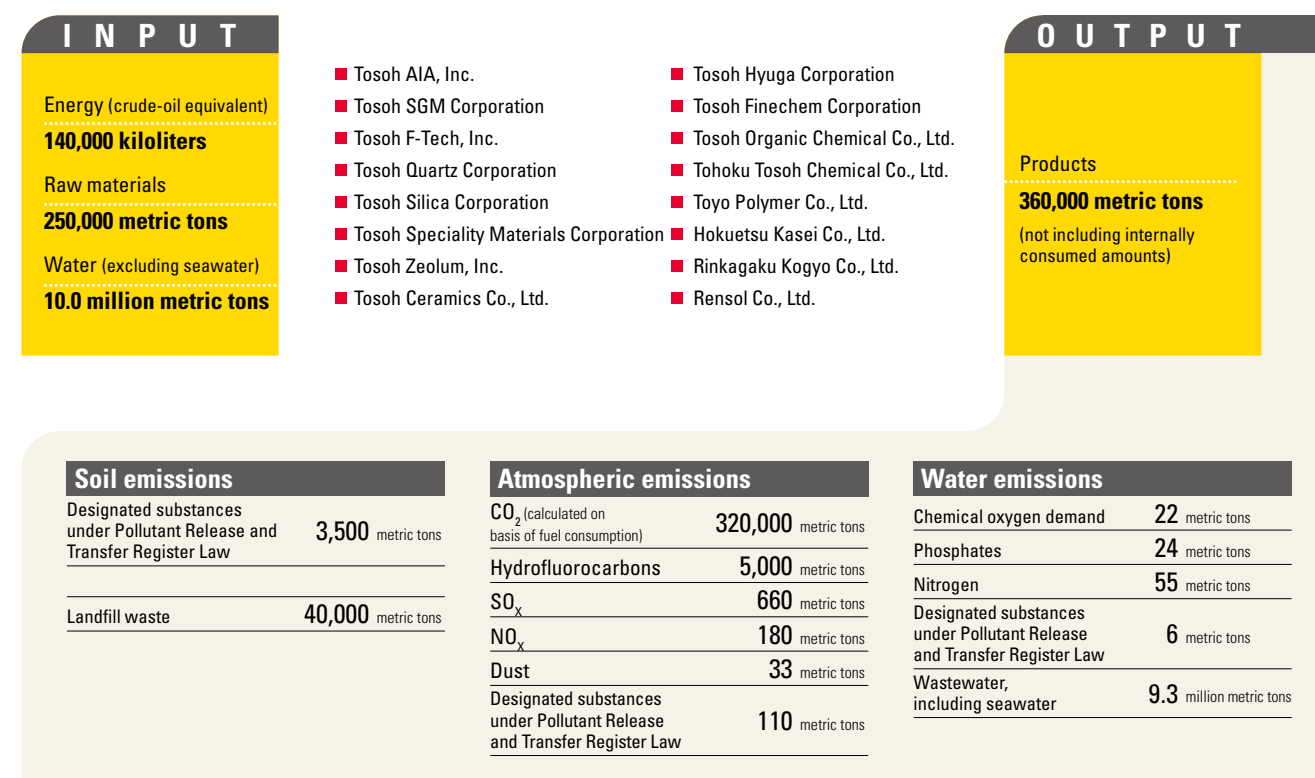 INPUT
Energy (crude-oil equivalent)
140,000 kiloliters
Raw materials
250,000 metric tons
Water (excluding seawater)
10.0 million metric tons
Tosoh AIA, Inc.
Tosoh SGM Corporation
Tosoh F-Tech, Inc.
Tosoh Quartz Corporation
Tosoh Silica Corporation
Tosoh Speciality Materials Corporation
Tosoh Zeolum, Inc.
Tosoh Ceramics Co., Ltd.
Tosoh Hyuga Corporation
Tosoh Finechem Corporation
Tosoh Organic Chemical Co., Ltd.
Tohoku Tosoh Chemical Co., Ltd.
Toyo Polymer Co., Ltd.
Hokuetsu Kasei Co., Ltd.
Rinkagaku Kogyo Co., Ltd.
Rensol Co., Ltd.
OUTPUT
Products
360,000 metric tons
(not including internally
consumed amounts)
Soil emissions
Designated substances
under Pollutant Release and
Transfer Register Law
3,500 metric tons
Landfill waste 40,000 metric tons
Atmospheric emissions
CO2 (calculated on
basis of fuel consumption)
320,000 metric tons
Hydrofluorocarbons 5,000 metric tons
SOX 660 metric tons
NOX 180 metric tons
Dust 33 metric tons
Designated substances
under Pollutant Release
and Transfer Register Law
110 metric tons
Water emissions
Chemical oxygen demand 22 metric tons
Phosphates 24 metric tons
Nitrogen 55 metric tons
Designated substances
under Pollutant Release
and Transfer Register Law
6 metric tons
Wastewater,
including seawater
9.3 million metric tons